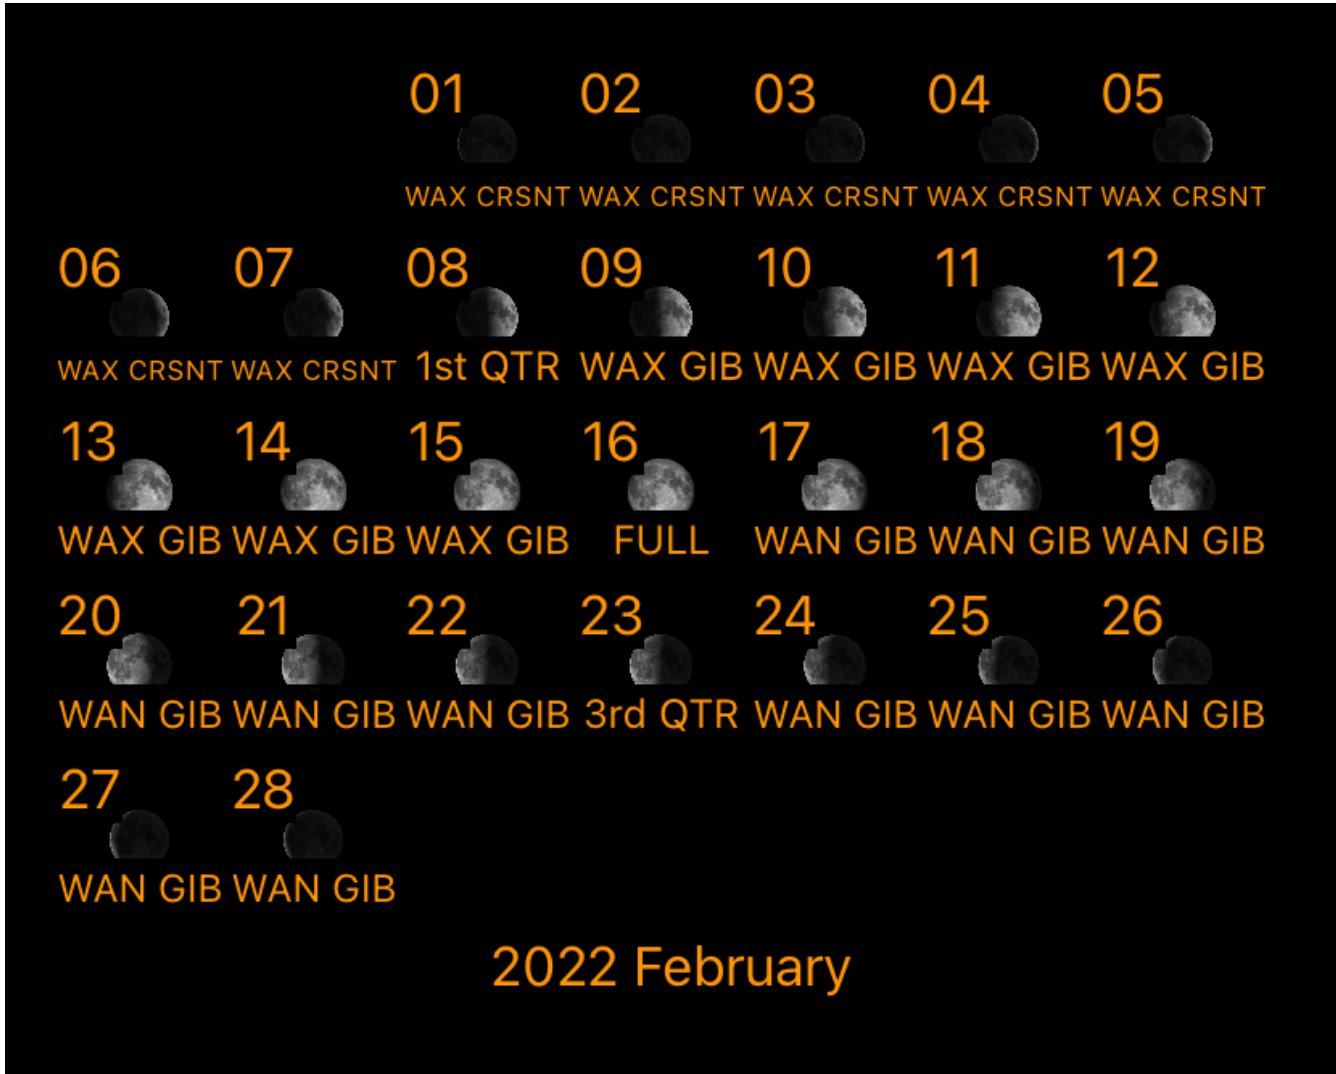 01 02 03 04 05
WAX CRSNT WAX CRSNT WAX CRSNT WAX CRSNT WAX CRSNT
06 07 08 09 10 11 12
WAX CRSNT WAX CRSNT 1st QTR WAX GIB WAX GIB WAX GIB WAX GIB
13 14 15 16 17 18 19
WAX GIB WAX GIB WAX GIB FULL WAN GIB WAN GIB WAN GIB
20 21 22 23 24 25 26
WAN GIB WAN GIB WAN GIB 3rd QTR WAN GIB WAN GIB WAN GIB
27 28
WAN GIB WAN GIB
2022 February